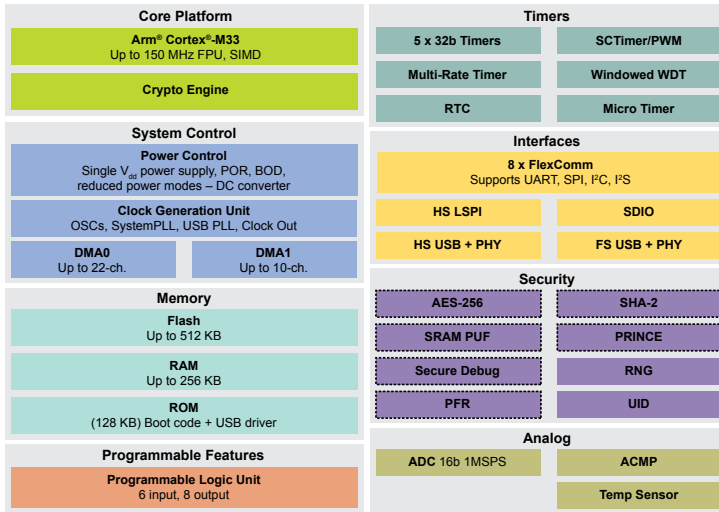 Core Platform
Arm® Cortex®-M33
Up to 150 MHz FPU, SIMD
Crypto Engine
System Control
Power Control
Single Vdd power supply, POR, BOD,
reduced power modes – DC converter
Clock Generation Unit
OSCs, SystemPLL, USB PLL, Clock Out
DMA0
Up to 22-ch.
DMA1
Up to 10-ch.
Memory
Flash
Up to 512 KB
RAM
Up to 256 KB
ROM
(128 KB) Boot code + USB driver
Programmable Features
Programmable Logic Unit
6 input, 8 output
Timers
5 x 32b Timers
SCTimer/PWM
Multi-Rate Timer
Windowed WDT
RTC
Micro Timer
Interfaces
8 x FlexComm
Supports UART, SPI, I²C, I²S
HS LSPI
SDIO
HS USB + PHY
FS USB + PHY
Security
AES-256
SHA-2
SRAM PUF
PRINCE
Secure Debug
RNG
PFR
UID
Analog
ADC 16b 1MSPS
ACMP
Temp Sensor